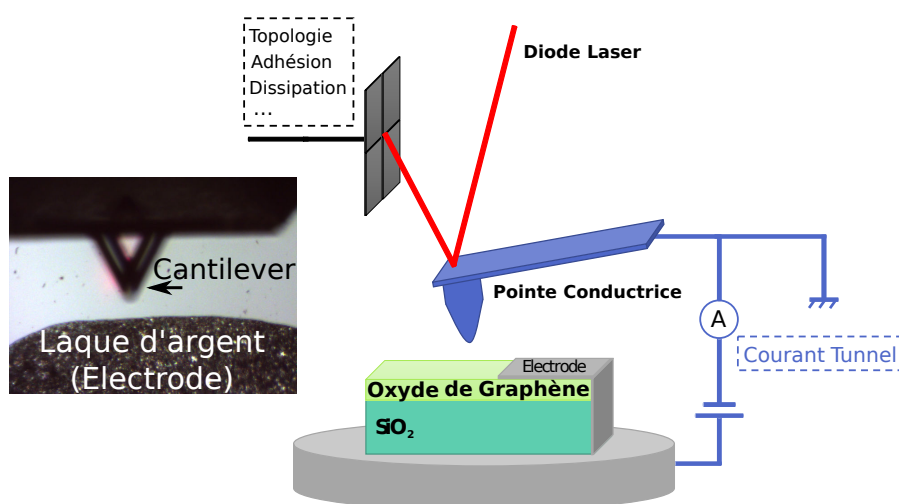 Topologie
Adhésion
Dissipation
...
Diode Laser
Cantilever
Laque d'argent
(Electrode)
Pointe Conductrice
A
Courant Tunnel
Electrode
Oxyde de Graphène
SiO₂